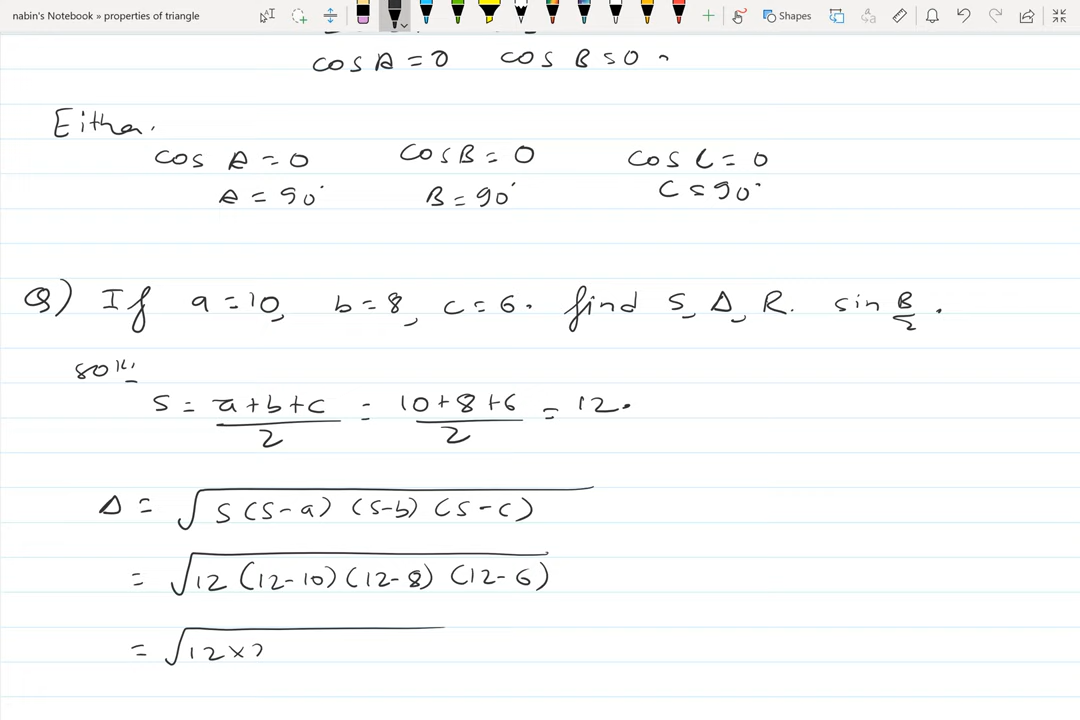 nabin's Notebook » properties of triangle
Shapes
cos A = 0 cos B = 0
Either.
cos A = 0 cos B = 0 cos C = 0
A = 90° B = 90° C = 90°
Q) If a = 10, b = 8, c = 6. find S, Δ, R. sin B/2.
Solⁿ:
S = a+b+c/2 = 10+8+6/2 = 12.
Δ = √S(S-a)(S-b)(S-c)
= √12(12-10)(12-8)(12-6)
= √12×2